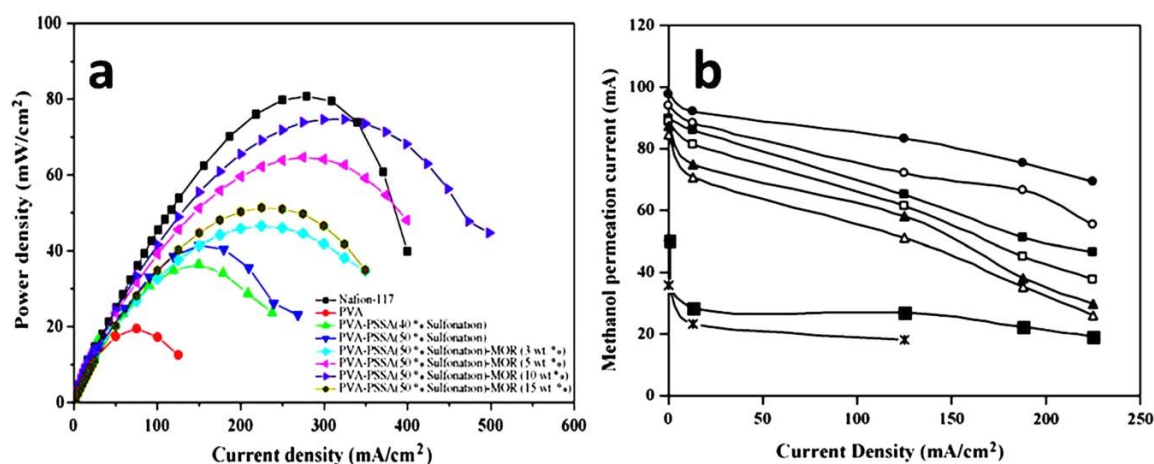 a
Power density (mW/cm²)
100
80
60
40
20
0
0 100 200 300 400 500 600
Current density (mA/cm²)
Nafion-117
PVA
PVA-PSSA(40 % Sulfonation)
PVA-PSSA(50 % Sulfonation)
PVA-PSSA(50 % Sulfonation)-MOR (3 wt %)
PVA-PSSA(50 % Sulfonation)-MOR (5 wt %)
PVA-PSSA(50 % Sulfonation)-MOR (10 wt %)
PVA-PSSA(50 % Sulfonation)-MOR (15 wt %)
b
Methanol permeation current (mA)
120
100
80
60
40
20
0
0 50 100 150 200 250
Current Density (mA/cm²)